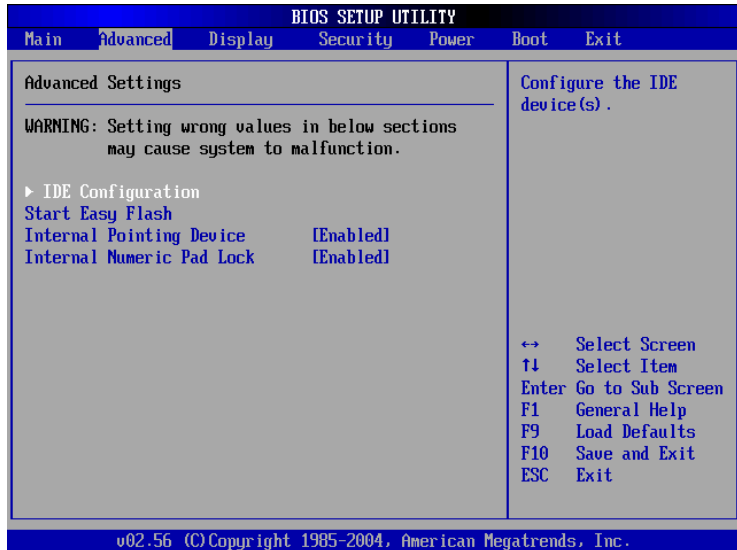 BIOS SETUP UTILITY
Main Advanced Display Security Power Boot Exit
Advanced Settings
WARNING: Setting wrong values in below sections
may cause system to malfunction.
▶ IDE Configuration
Start Easy Flash
Internal Pointing Device [Enabled]
Internal Numeric Pad Lock [Enabled]
Configure the IDE
device(s).
↔ Select Screen
↑↓ Select Item
Enter Go to Sub Screen
F1 General Help
F9 Load Defaults
F10 Save and Exit
ESC Exit
v02.56 (C)Copyright 1985-2004, American Megatrends, Inc.